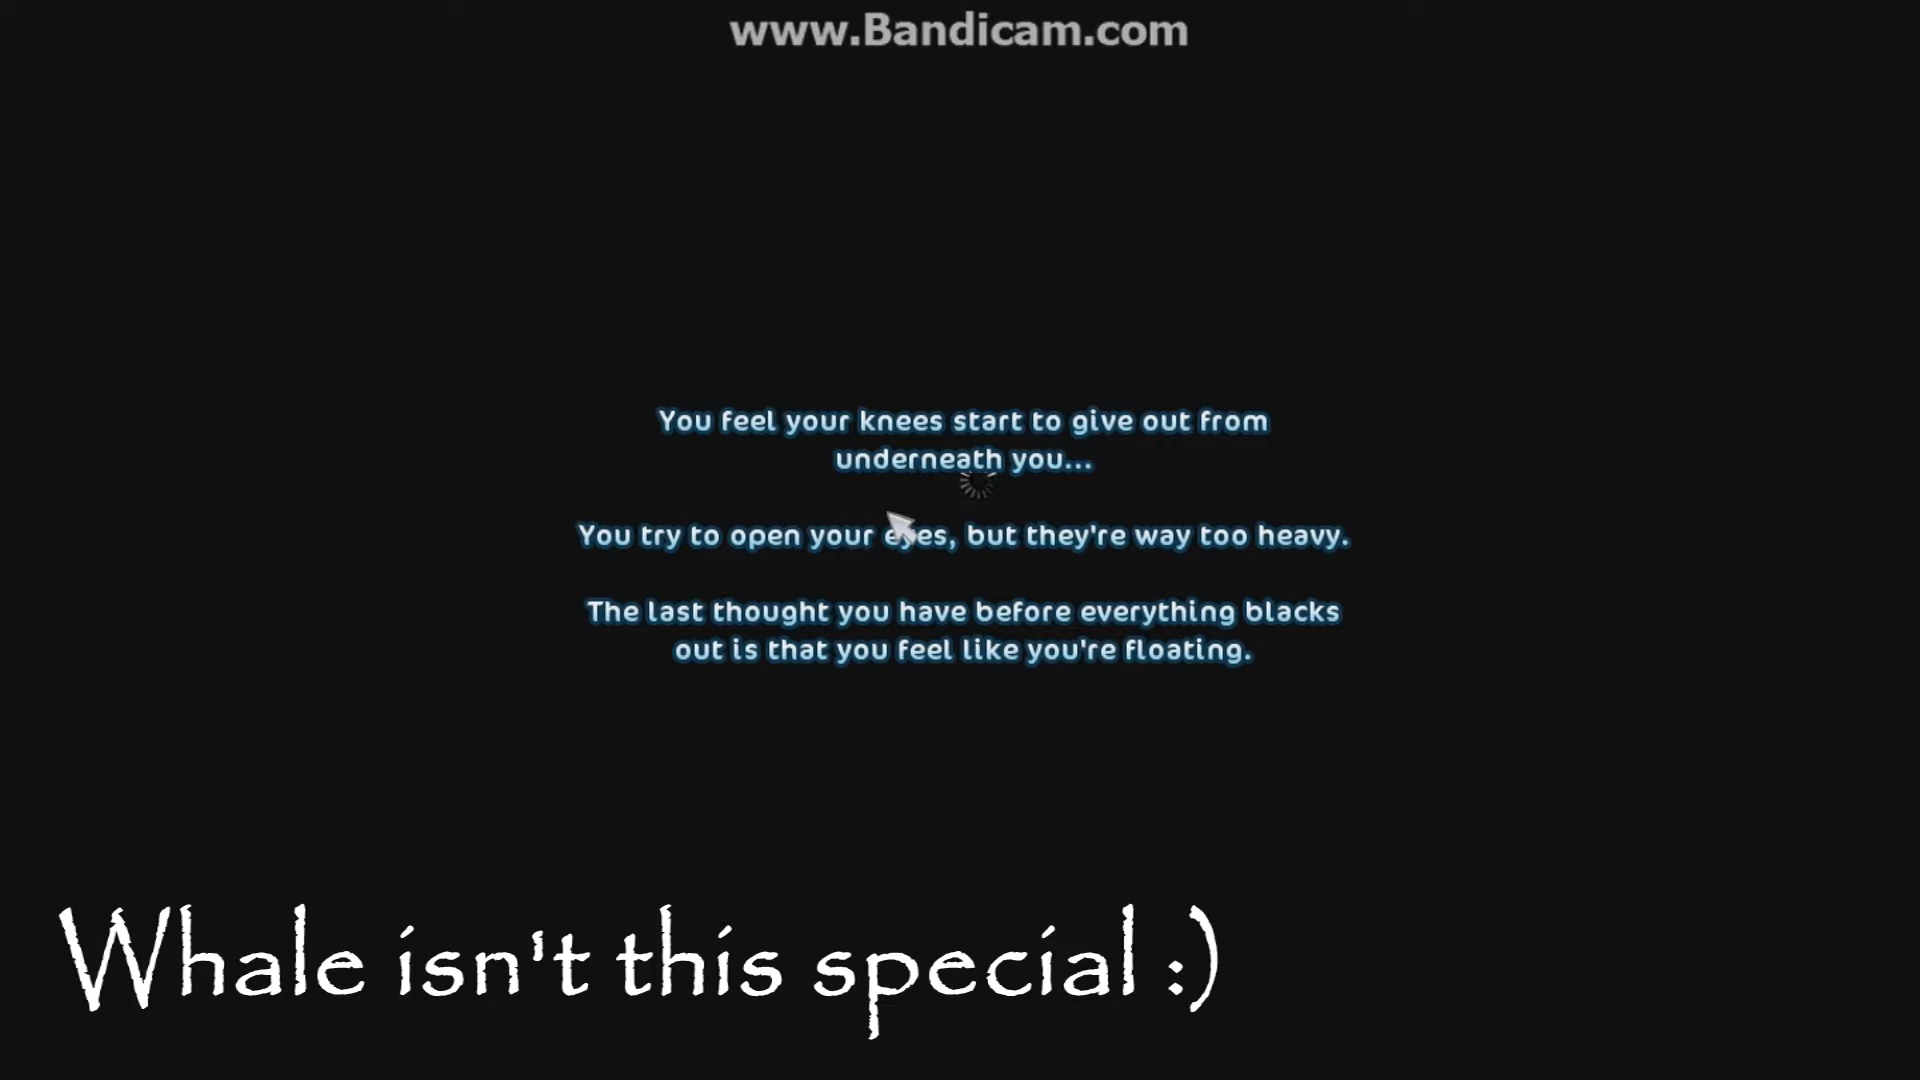 www.Bandicam.com
You feel your knees start to give out from
underneath you...
You try to open your eyes, but they're way too heavy.
The last thought you have before everything blacks
out is that you feel like you're floating.
Whale isn't this special :)